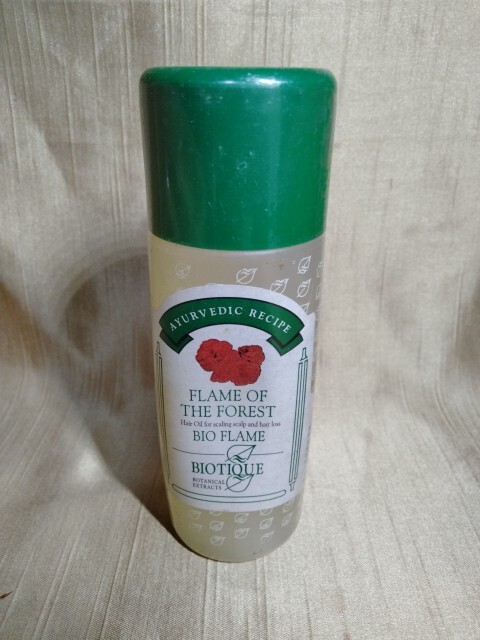 AYURVEDIC RECIPE
FLAME OF
THE FOREST
Hair Oil for scaling scalp and hair loss
BIO FLAME
BIOTIQUE
BOTANICAL
EXTRACTS